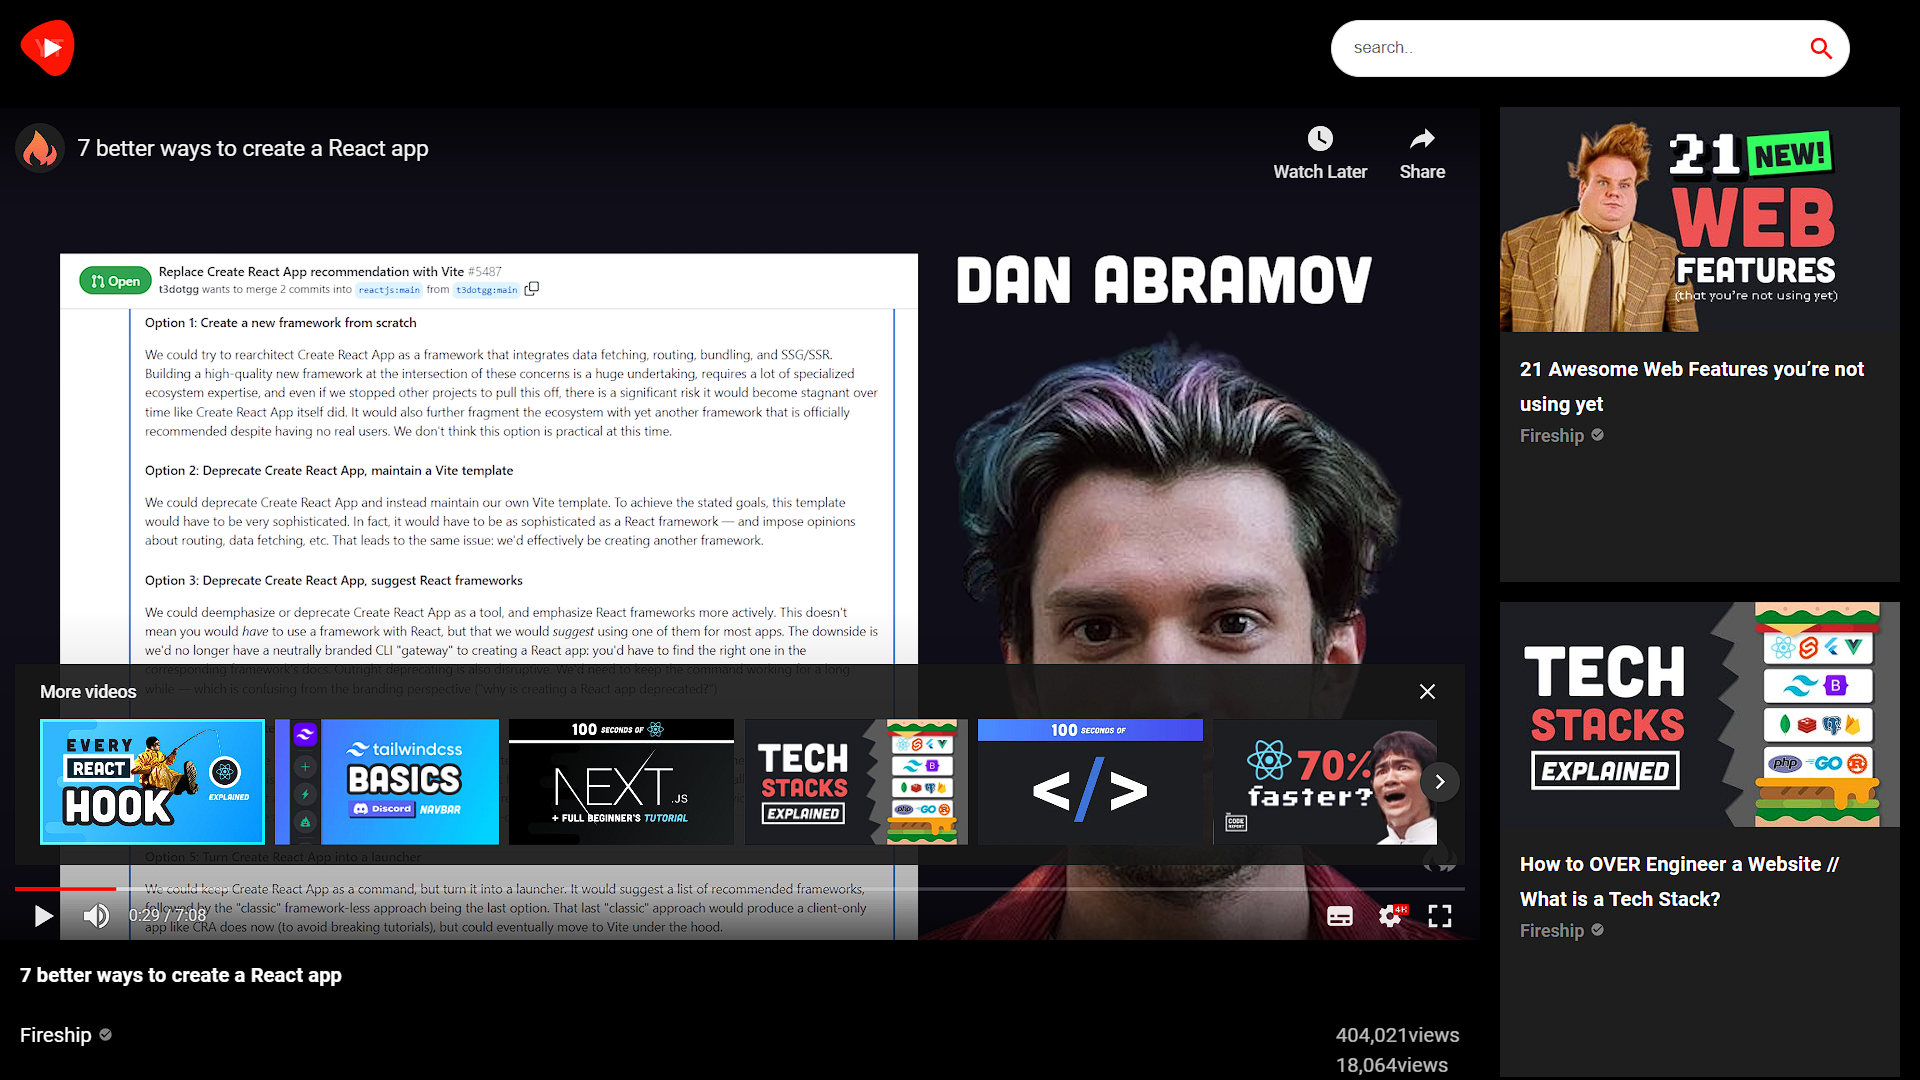 YT
search..
7 better ways to create a React app
Watch Later
Share
Open
Replace Create React App recommendation with Vite #5487
t3dotgg wants to merge 2 commits into reactjs:main from t3dotgg:main
Option 1: Create a new framework from scratch
We could try to rearchitect Create React App as a framework that integrates data fetching, routing, bundling, and SSG/SSR.
Building a high-quality new framework at the intersection of these concerns is a huge undertaking, requires a lot of specialized
ecosystem expertise, and even if we stopped other projects to pull this off, there is a significant risk it would become stagnant over
time like Create React App itself did. It would also further fragment the ecosystem with yet another framework that is officially
recommended despite having no real users. We don't think this option is practical at this time.
Option 2: Deprecate Create React App, maintain a Vite template
We could deprecate Create React App and instead maintain our own Vite template. To achieve the stated goals, this template
would have to be very sophisticated. In fact, it would have to be as sophisticated as a React framework — and impose opinions
about routing, data fetching, etc. That leads to the same issue: we'd effectively be creating another framework.
Option 3: Deprecate Create React App, suggest React frameworks
We could deemphasize or deprecate Create React App as a tool, and emphasize React frameworks more actively. This doesn't
mean you would have to use a framework with React, but that we would suggest using one of them for most apps. The downside is
we'd no longer have a neutrally branded CLI "gateway" to creating a React app: you'd have to find the right one in the
corresponding framework's docs. Outright deprecating is also disruptive. We'd need to keep the command working for a long
while — which is confusing from the branding perspective ("why is creating a React app deprecated?")
DAN ABRAMOV
More videos
EVERY
REACT
HOOK
EXPLAINED
tailwindcss
BASICS
Discord NAVBAR
100 SECONDS OF
NEXT.JS
+ FULL BEGINNER'S TUTORIAL
TECH
STACKS
EXPLAINED
php GO
100 SECONDS OF
</>
70%
faster?
THE CODE REPORT
Option 5: Turn Create React App into a launcher
We could keep Create React App as a command, but turn it into a launcher. It would suggest a list of recommended frameworks,
followed by the "classic" framework-less approach being the last option. That last "classic" approach would produce a client-only
app like CRA does now (to avoid breaking tutorials), but could eventually move to Vite under the hood.
0:29 / 7:08
4K
7 better ways to create a React app
Fireship
404,021views
18,064views
21 NEW!
WEB
FEATURES
(that you're not using yet)
21 Awesome Web Features you’re not
using yet
Fireship
TECH
STACKS
EXPLAINED
B
php GO
How to OVER Engineer a Website //
What is a Tech Stack?
Fireship